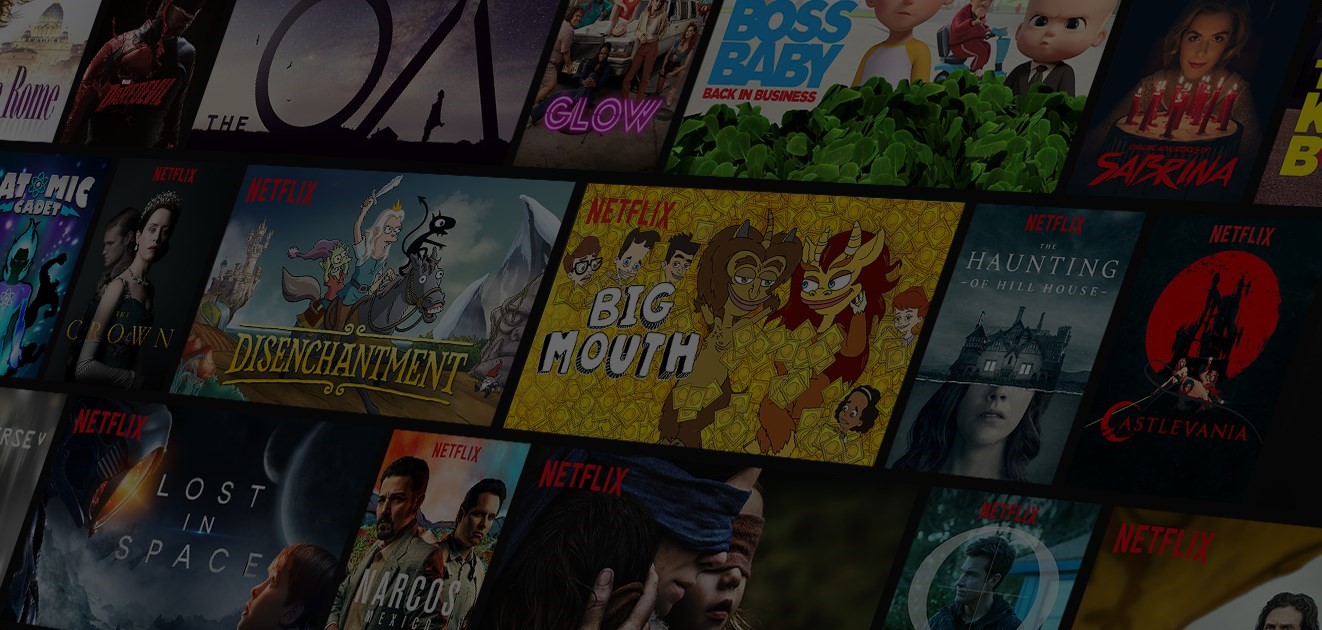 Rome
DAREDEVIL
THE
OA
GLOW
BOSS
BABY
BACK IN BUSINESS
SABRINA
K
B
ATOMIC
CADET
NETFLIX
THE
CROWN
NETFLIX
DISENCHANTMENT
NETFLIX
BIG
MOUTH
NETFLIX
THE
HAUNTING
-OF HILL HOUSE-
NETFLIX
CASTLEVANIA
RSEY
NETFLIX
LOST
IN
SPACE
NETFLIX
NARCOS
MEXICO
NETFLIX
NETFLIX
NETFLIX